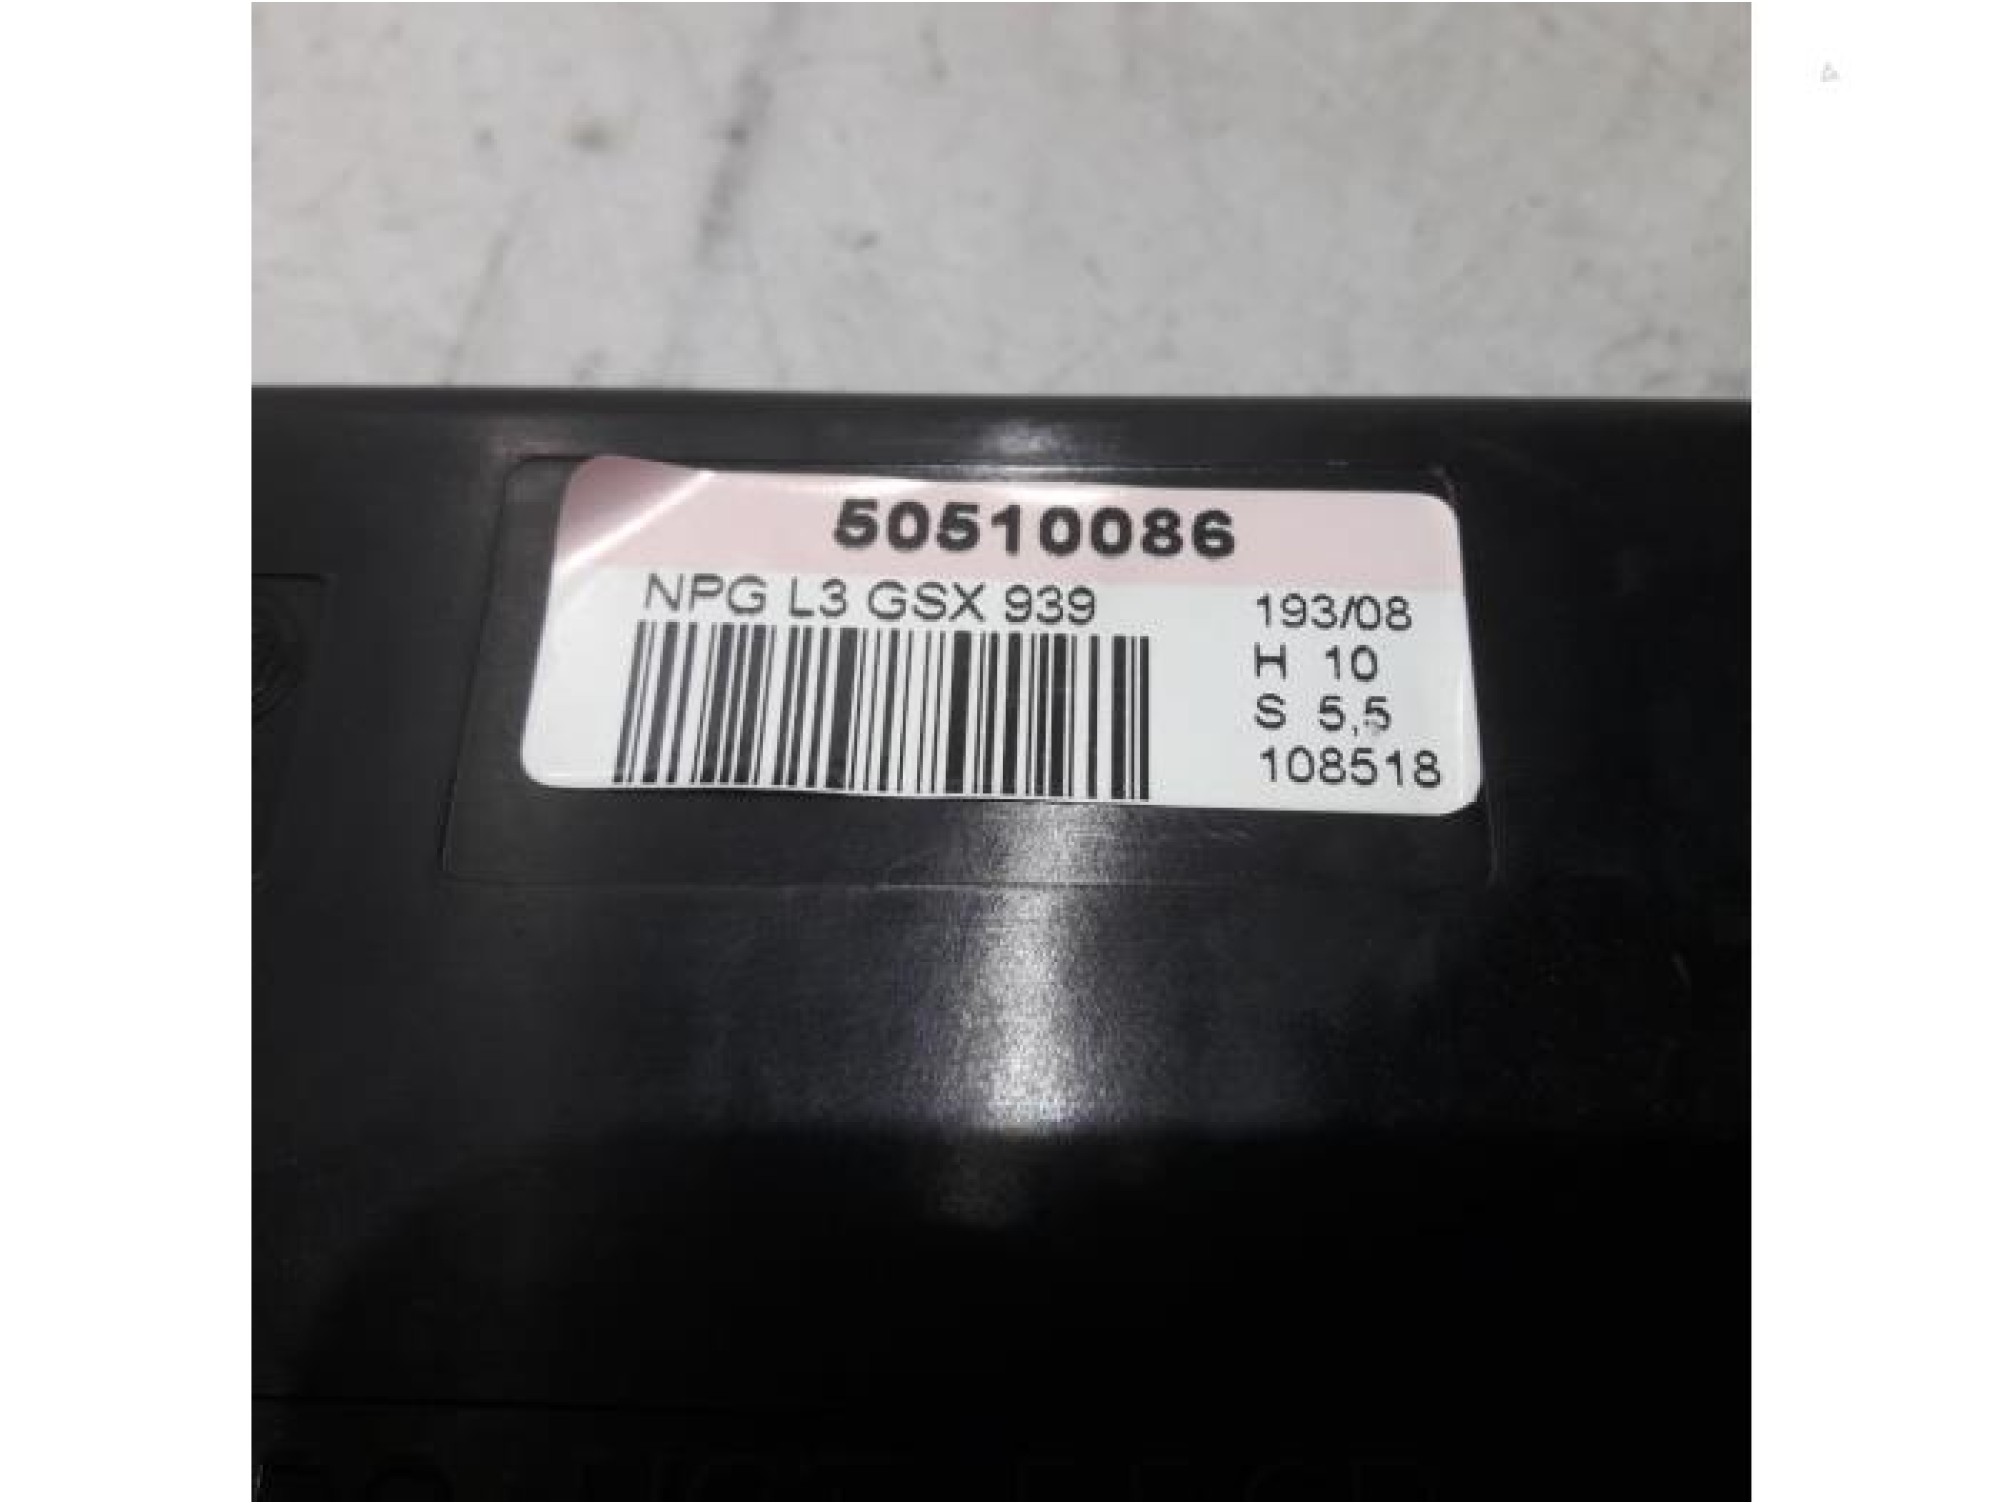 50510086
NPG L3 GSX 939
193/08
H 10
S 5,5
108518